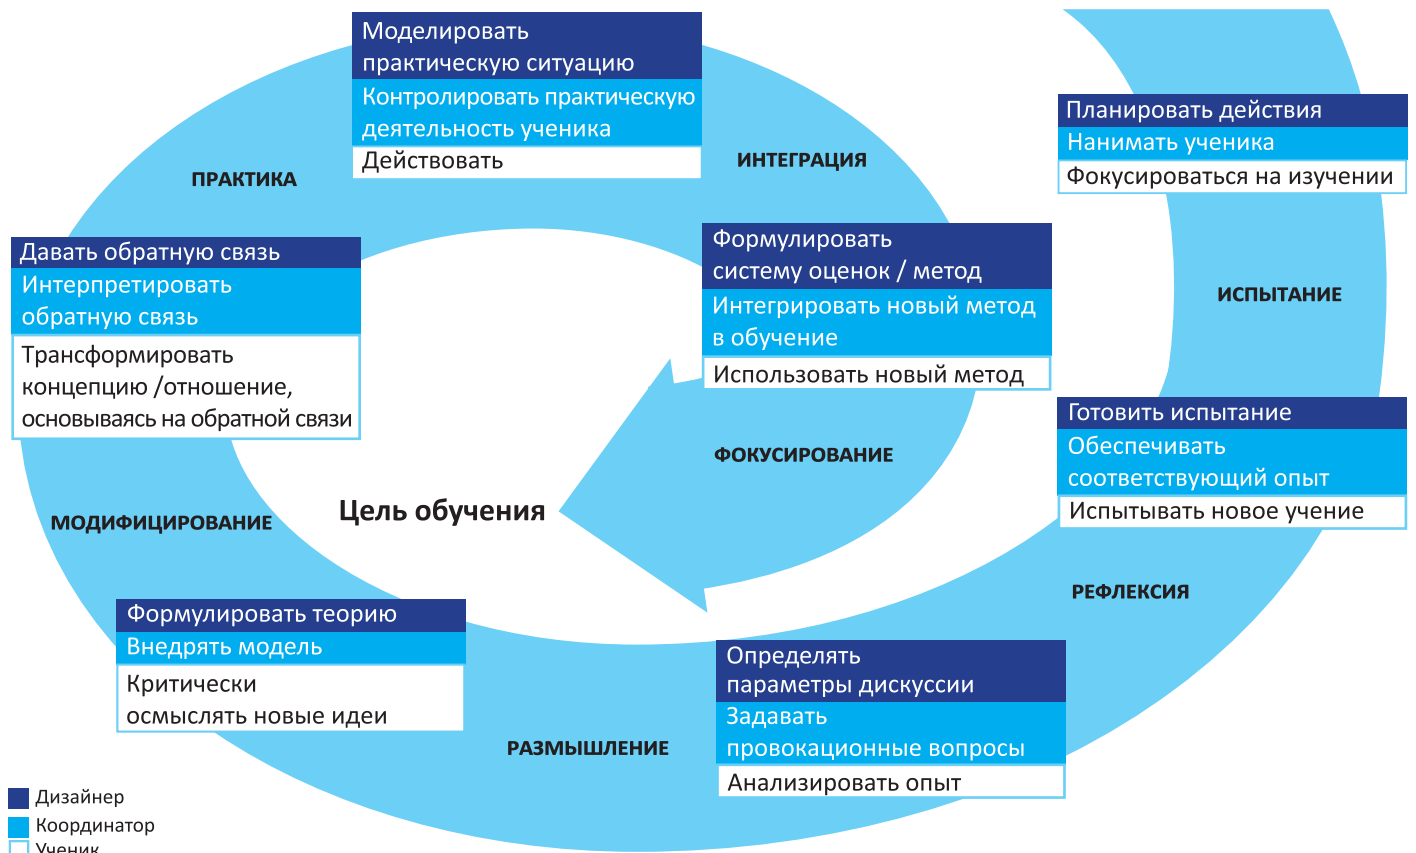 Моделировать
практическую ситуацию
Контролировать практическую
деятельность ученика
Действовать
Планировать действия
Нанимать ученика
Фокусироваться на изучении
ПРАКТИКА
ИНТЕГРАЦИЯ
Давать обратную связь
Интерпретировать
обратную связь
Трансформировать
концепцию /отношение,
основываясь на обратной связи
Формулировать
систему оценок / метод
Интегрировать новый метод
в обучение
Использовать новый метод
ИСПЫТАНИЕ
Готовить испытание
Обеспечивать
соответствующий опыт
Испытывать новое учение
ФОКУСИРОВАНИЕ
Цель обучения
МОДИФИЦИРОВАНИЕ
РЕФЛЕКСИЯ
Формулировать теорию
Внедрять модель
Критически
осмыслять новые идеи
Определять
параметры дискуссии
Задавать
провокационные вопросы
Анализировать опыт
РАЗМЫШЛЕНИЕ
Дизайнер
Координатор
Ученик